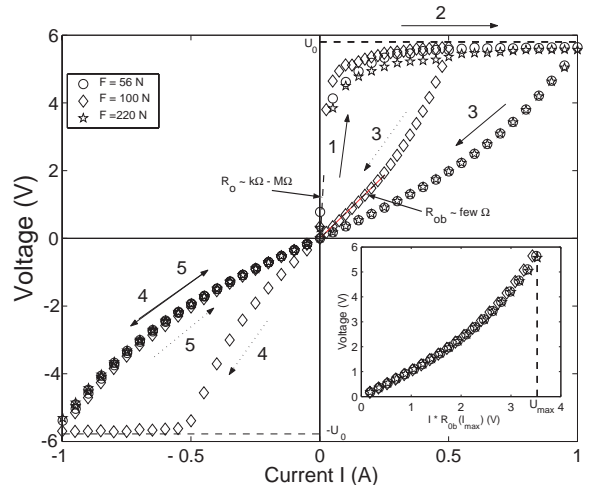 2
6
4
2
0
-2
-4
-6
Voltage (V)
U0
F = 56 N
F = 100 N
F =220 N
1
3
3
Ro ~ kΩ - MΩ
Rob ~ few Ω
4
5
5
4
-U0
-1
- 0.5
0
0.5
1
Current I (A)
6
5
4
3
2
1
0
Voltage (V)
0
1
2
3
4
Umax
I * R0b (Imax) (V)